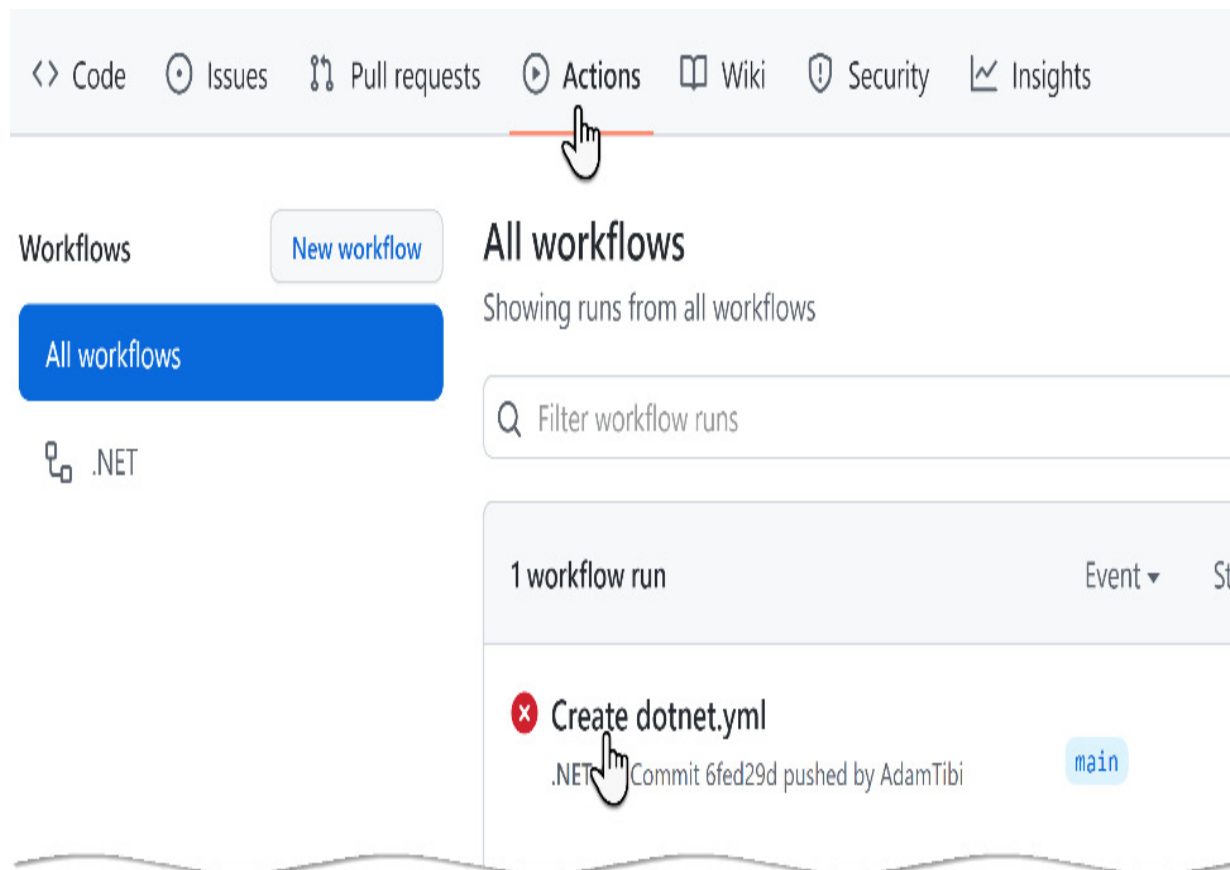 Code Issues Pull requests Actions Wiki Security Insights
Workflows
New workflow
All workflows
.NET
All workflows
Showing runs from all workflows
Filter workflow runs
1 workflow run Event
Create dotnet.yml
.NET Commit 6fed29d pushed by AdamTibi
main